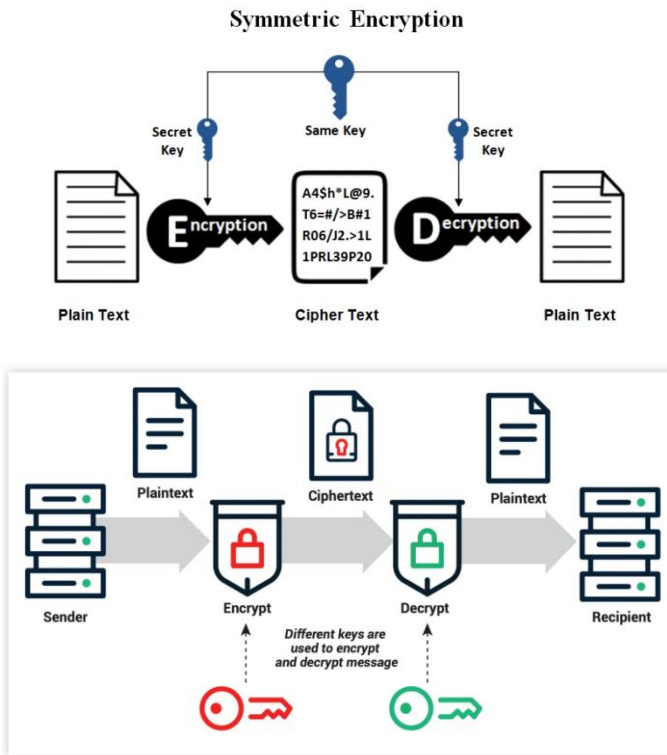 Symmetric Encryption
Secret
Key
Same Key
Secret
Key
Encryption
A4$h*L@9.
T6=#/>B#1
R06/J2.>1L
1PRL39P20
Decryption
Plain Text
Cipher Text
Plain Text
Plaintext
Ciphertext
Plaintext
Sender
Encrypt
Decrypt
Recipient
Different keys are
used to encrypt
and decrypt message